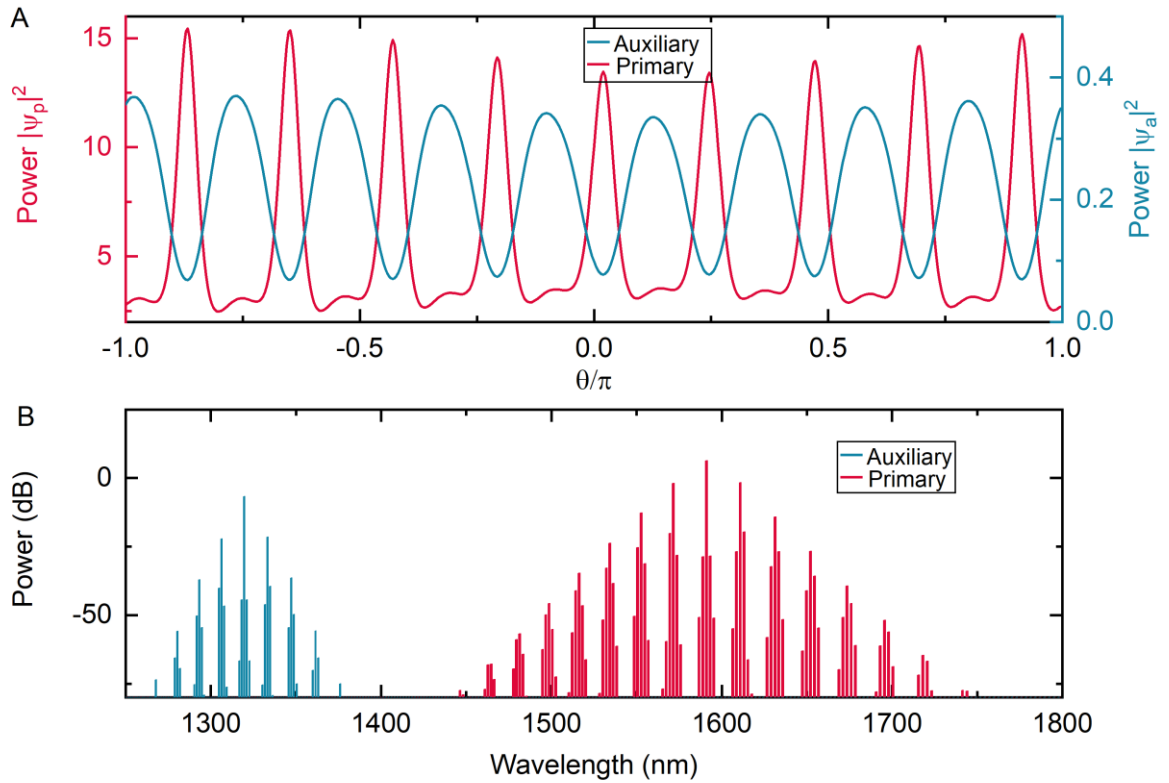 A
Power |ψp|²
15
10
5
Auxiliary
Primary
0.4
0.2
0.0
Power |ψa|²
-1.0 -0.5 0.0 0.5 1.0
θ/π
B
Power (dB)
0
-50
Auxiliary
Primary
1300 1400 1500 1600 1700 1800
Wavelength (nm)